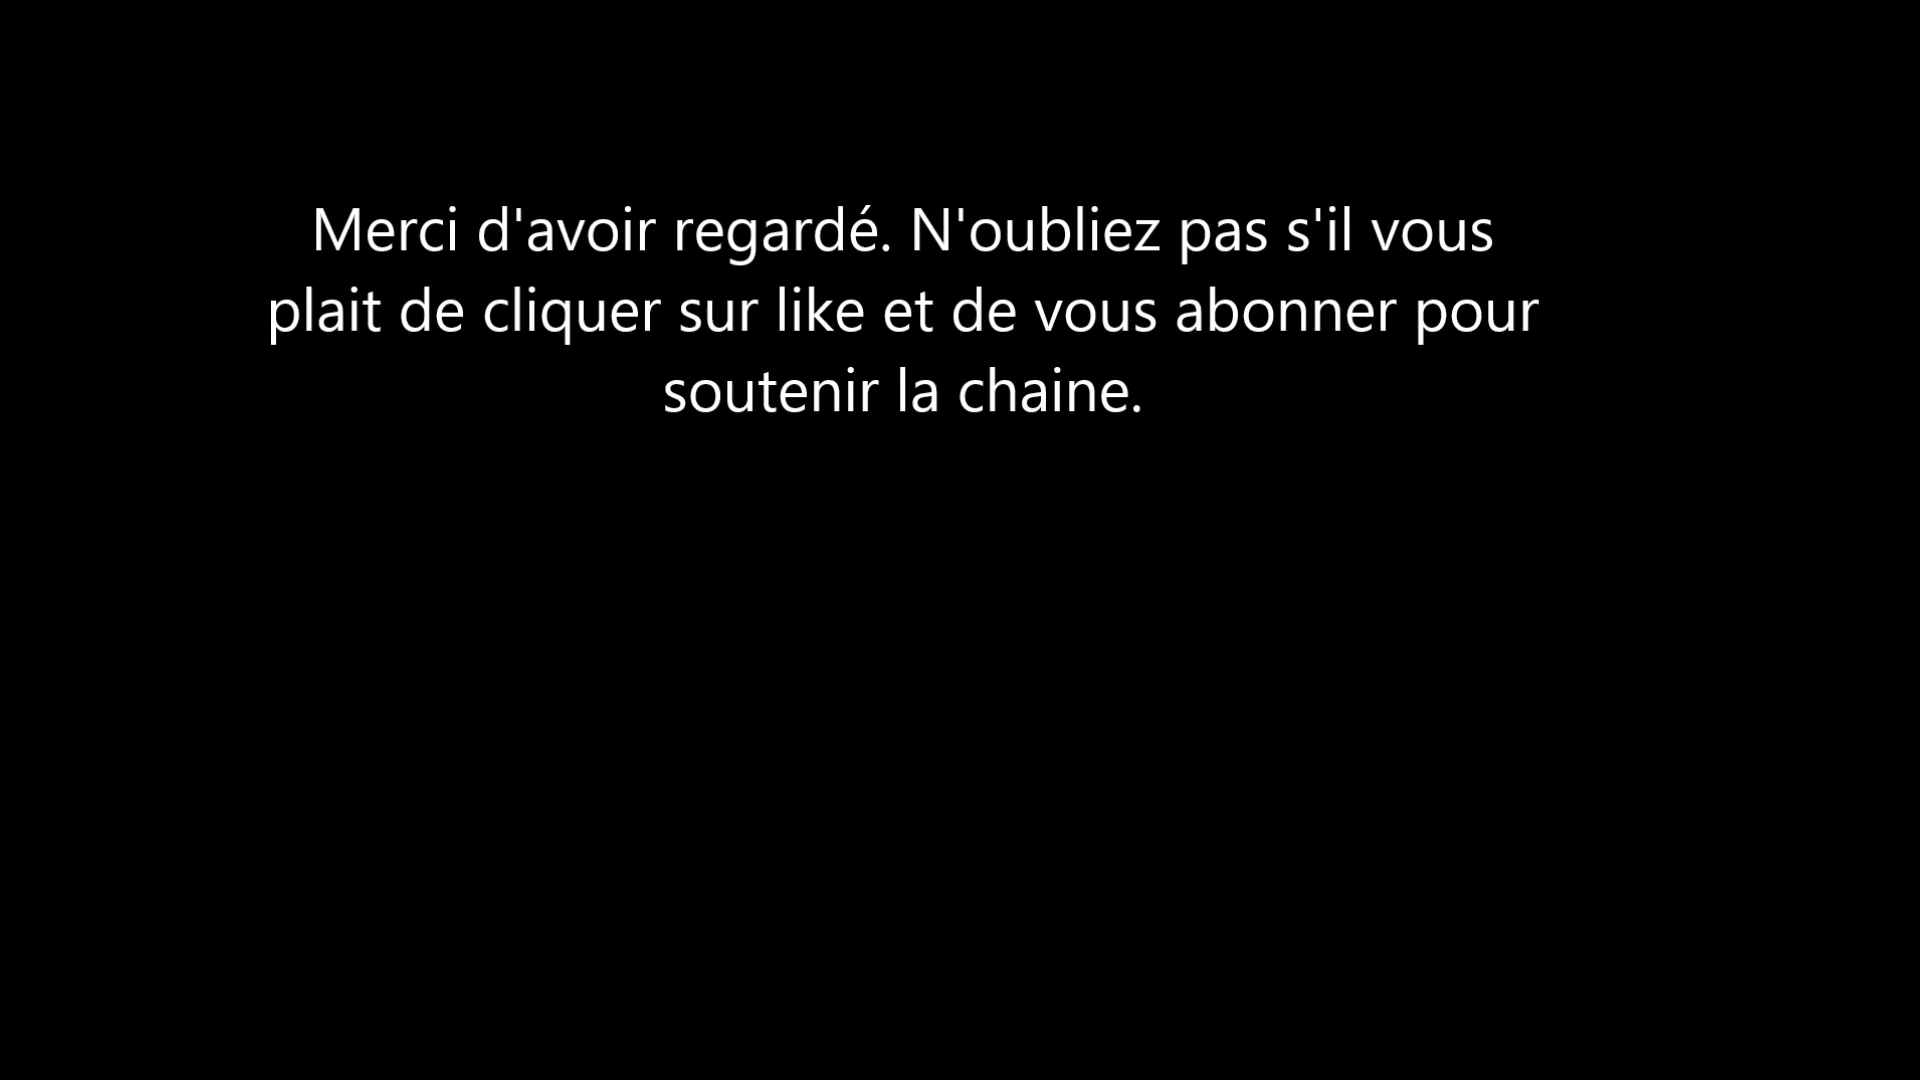 Merci d'avoir regardé. N'oubliez pas s'il vous
plait de cliquer sur like et de vous abonner pour
soutenir la chaine.